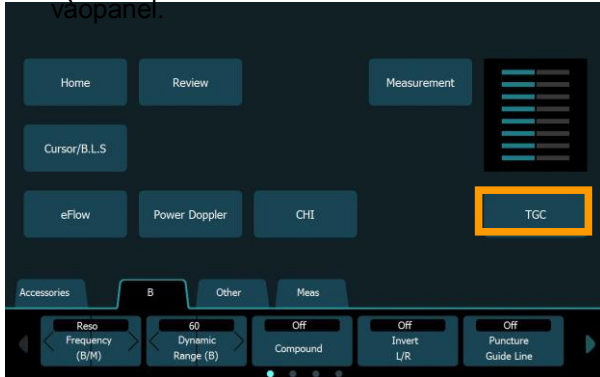 vàopanel.
Home
Review
Measurement
Cursor/B.L.S
eFlow
Power Doppler
CHI
TGC
Accessories
B
Other
Meas
Reso
Frequency
(B/M)
60
Dynamic
Range (B)
Off
Compound
Off
Invert
L/R
Off
Puncture
Guide Line